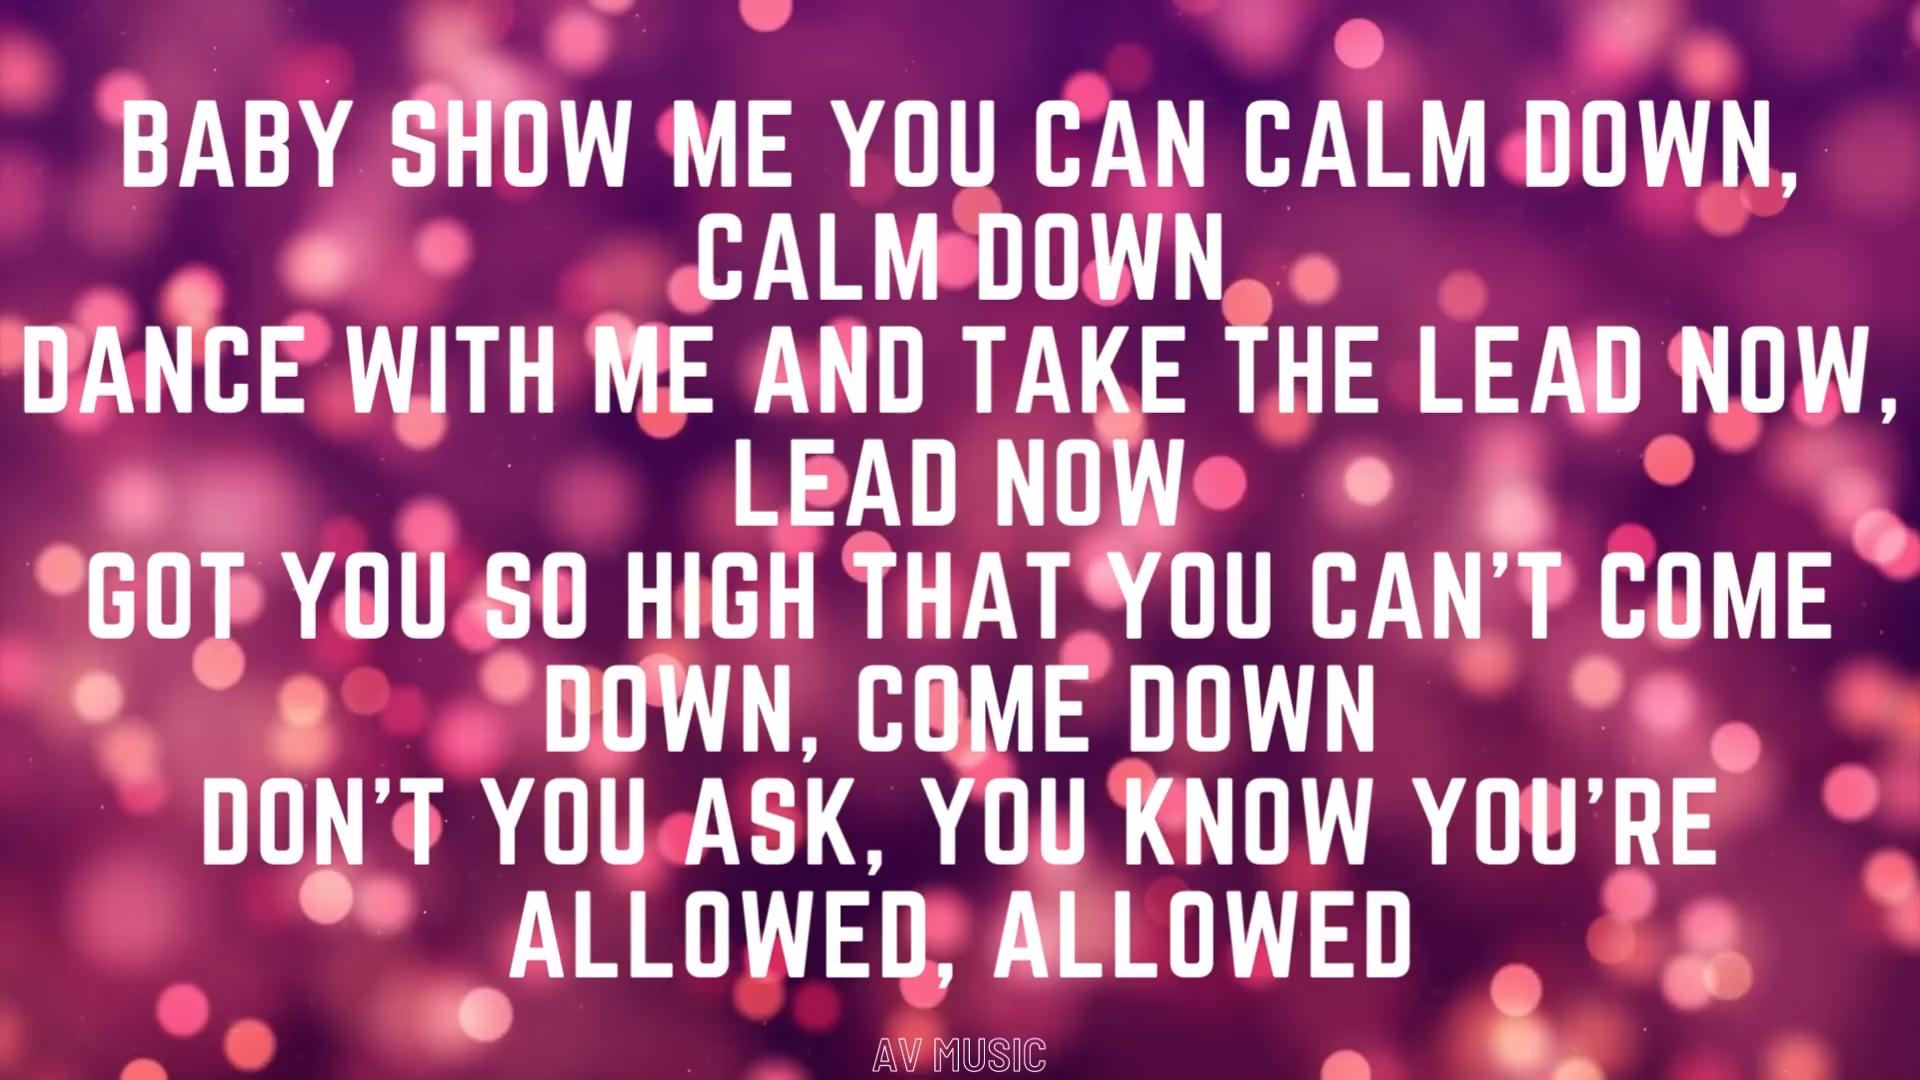 BABY SHOW ME YOU CAN CALM DOWN,
CALM DOWN
DANCE WITH ME AND TAKE THE LEAD NOW,
LEAD NOW
GOT YOU SO HIGH THAT YOU CAN'T COME
DOWN, COME DOWN
DON'T YOU ASK, YOU KNOW YOU'RE
ALLOWED, ALLOWED
AV MUSIC